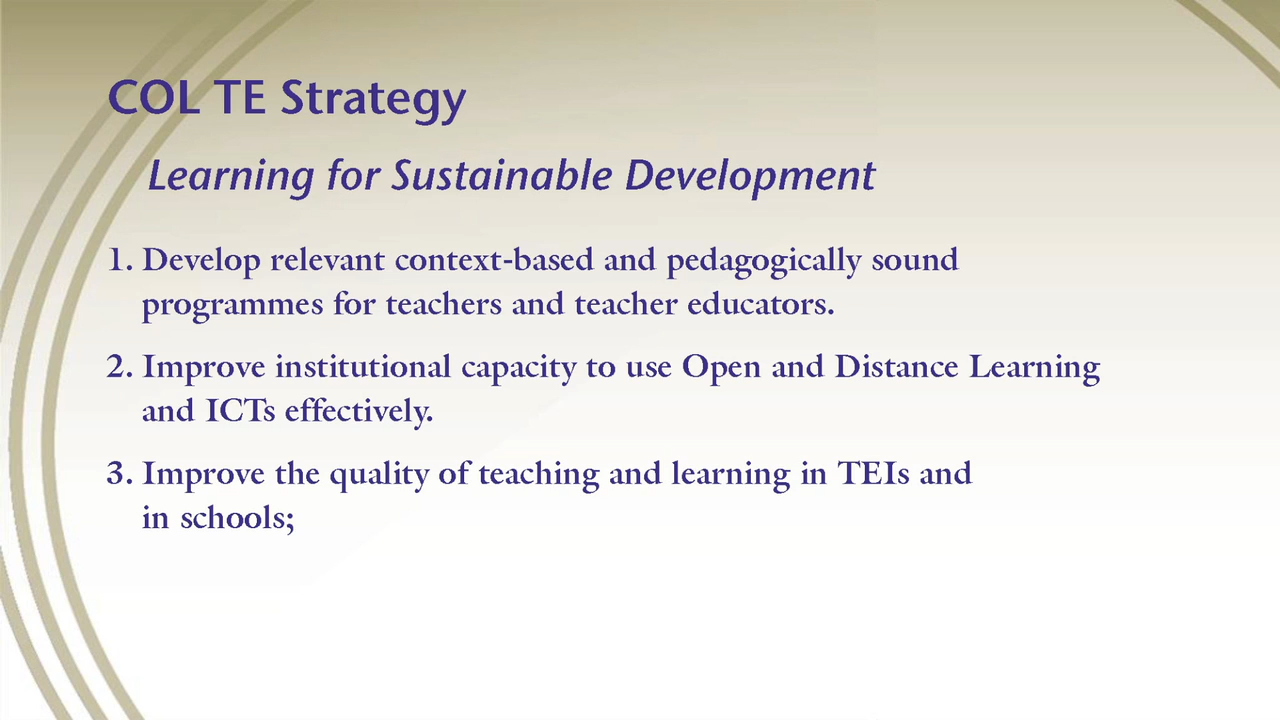 COL TE Strategy
Learning for Sustainable Development
1. Develop relevant context-based and pedagogically sound
programmes for teachers and teacher educators.
2. Improve institutional capacity to use Open and Distance Learning
and ICTs effectively.
3. Improve the quality of teaching and learning in TEIs and
in schools;